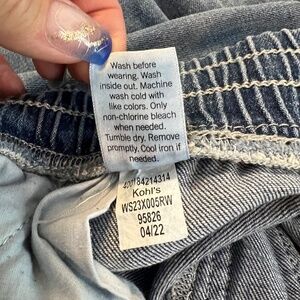 Wash before
wearing. Wash
inside out. Machine
wash cold with
like colors. Only
non-chlorine bleach
when needed.
Tumble dry. Remove
promptly. Cool iron if
needed.
Kohl's
WS23X005RW
95826
04/22